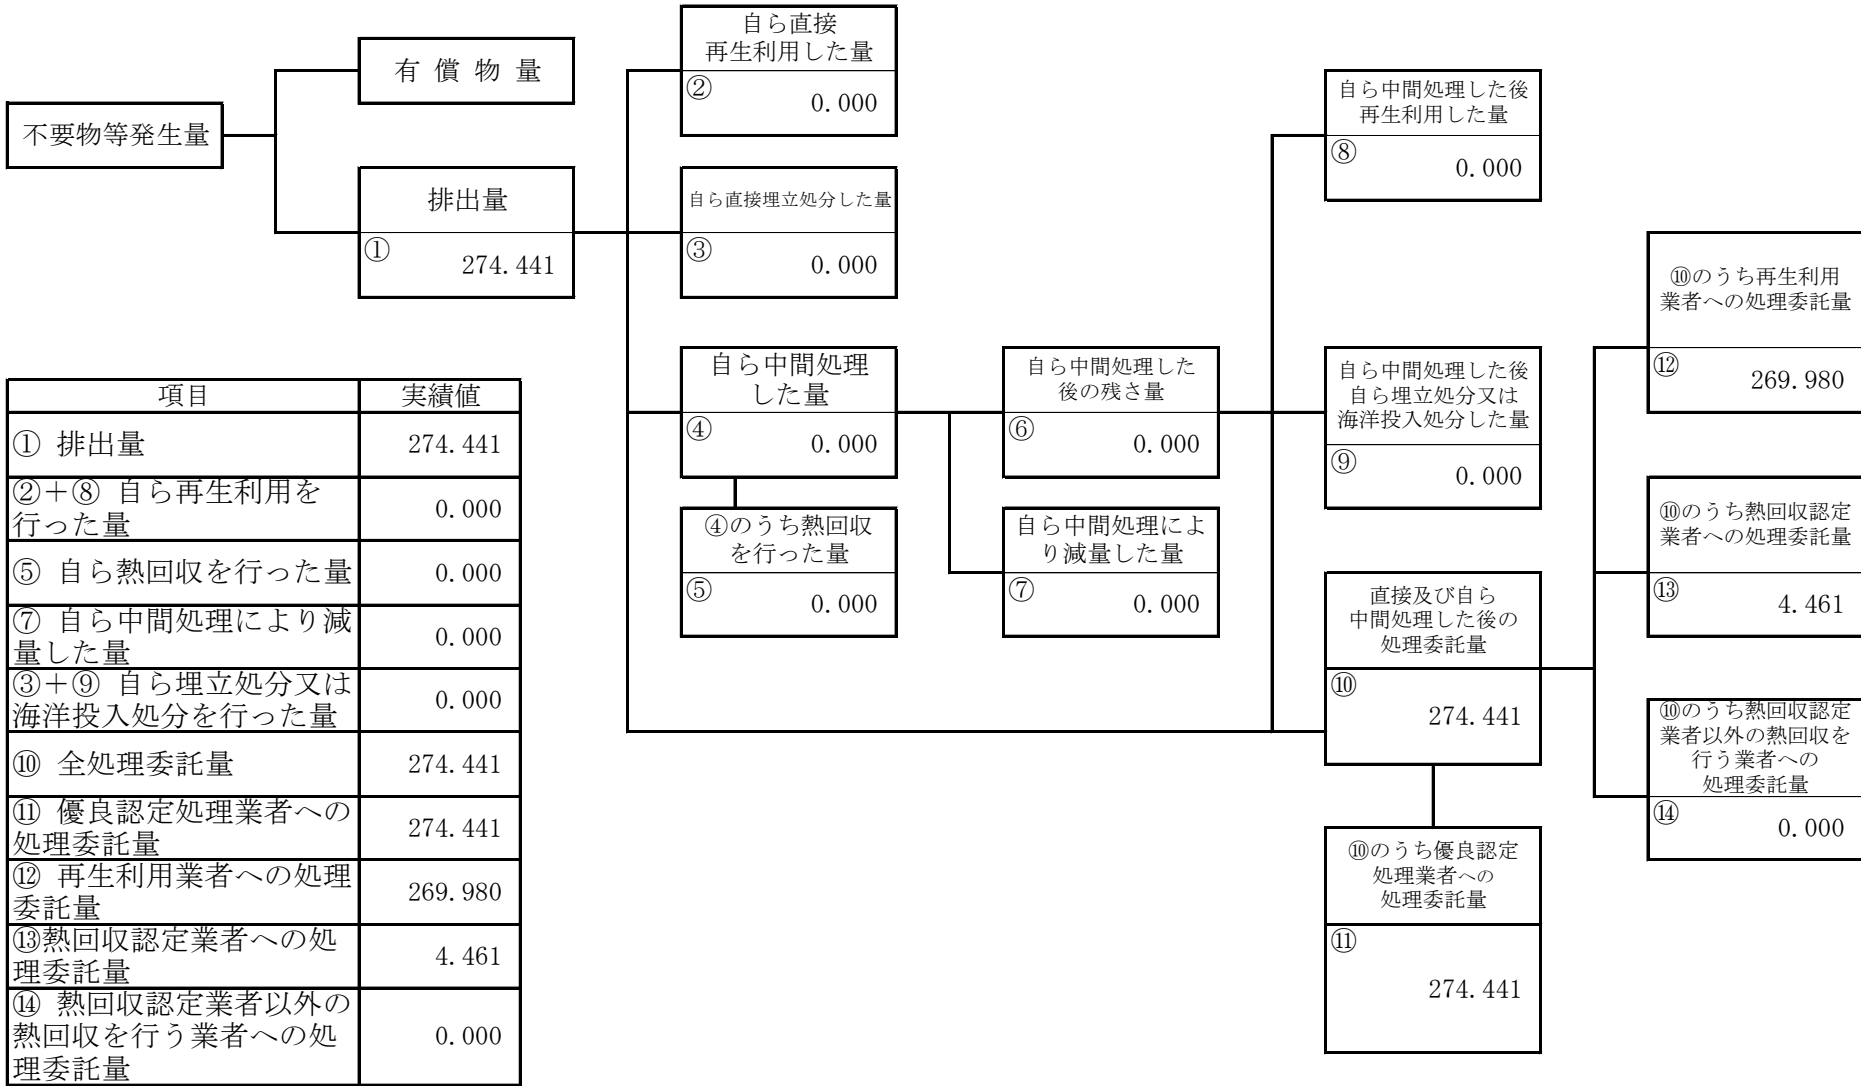 不要物等発生量
有 償 物 量
排出量
① 274.441
自ら直接
再生利用した量
② 0.000
自ら直接埋立処分した量
③ 0.000
自ら中間処理
した量
④ 0.000
④のうち熱回収
を行った量
⑤ 0.000
自ら中間処理した
後の残さ量
⑥ 0.000
自ら中間処理によ
り減量した量
⑦ 0.000
自ら中間処理した後
再生利用した量
⑧ 0.000
自ら中間処理した後
自ら埋立処分又は
海洋投入処分した量
⑨ 0.000
直接及び自ら
中間処理した後の
処理委託量
⑩ 274.441
⑩のうち優良認定
処理業者への
処理委託量
⑪ 274.441
⑩のうち再生利用
業者への処理委託量
⑫ 269.980
⑩のうち熱回収認定
業者への処理委託量
⑬ 4.461
⑩のうち熱回収認定
業者以外の熱回収を
行う業者への
処理委託量
⑭ 0.000
項目 実績値
① 排出量 274.441
②＋⑧ 自ら再生利用を
行った量 0.000
⑤ 自ら熱回収を行った量 0.000
⑦ 自ら中間処理により減
量した量 0.000
③＋⑨ 自ら埋立処分又は
海洋投入処分を行った量 0.000
⑩ 全処理委託量 274.441
⑪ 優良認定処理業者への
処理委託量 274.441
⑫ 再生利用業者への処理
委託量 269.980
⑬熱回収認定業者への処
理委託量 4.461
⑭ 熱回収認定業者以外の
熱回収を行う業者への処
理委託量 0.000